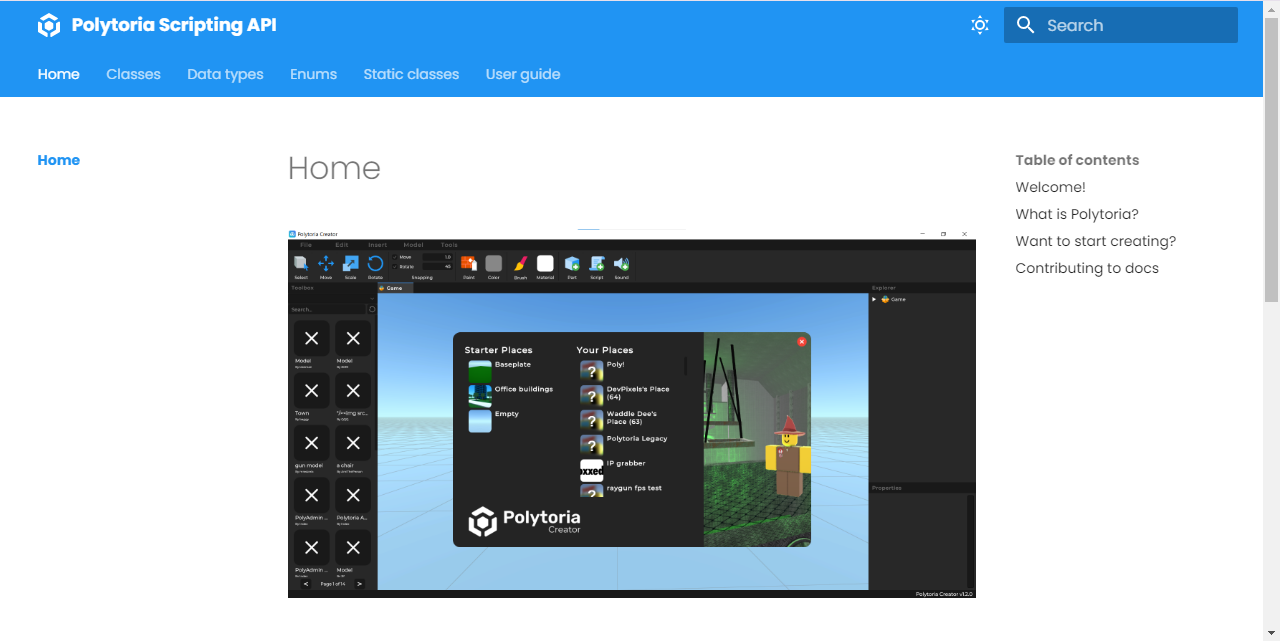 Polytoria Scripting API
Search
Home
Classes
Data types
Enums
Static classes
User guide
Home
Home
Table of contents
Welcome!
What is Polytoria?
Want to start creating?
Contributing to docs
Polytoria Creator
File Edit Insert Model Tools
Move 1.0
Rotate 45
Select Move Scale Rotate Snapping Paint Color Brush Material Part Script Sound
Toolbox
Game
Explorer
Search...
Game
Model
Model
Town
gun model
a chair
PolyAdmin ...
Polytoria A...
PolyAdmin ...
Model
Page 1 of 14
Starter Places
Baseplate
Office buildings
Empty
Your Places
Poly!
DevPixels's Place
(64)
Waddle Dee's
Place (63)
Polytoria Legacy
IP grabber
oxxed
raygun fps test
Polytoria
Creator
Properties
Polytoria Creator v1.2.0